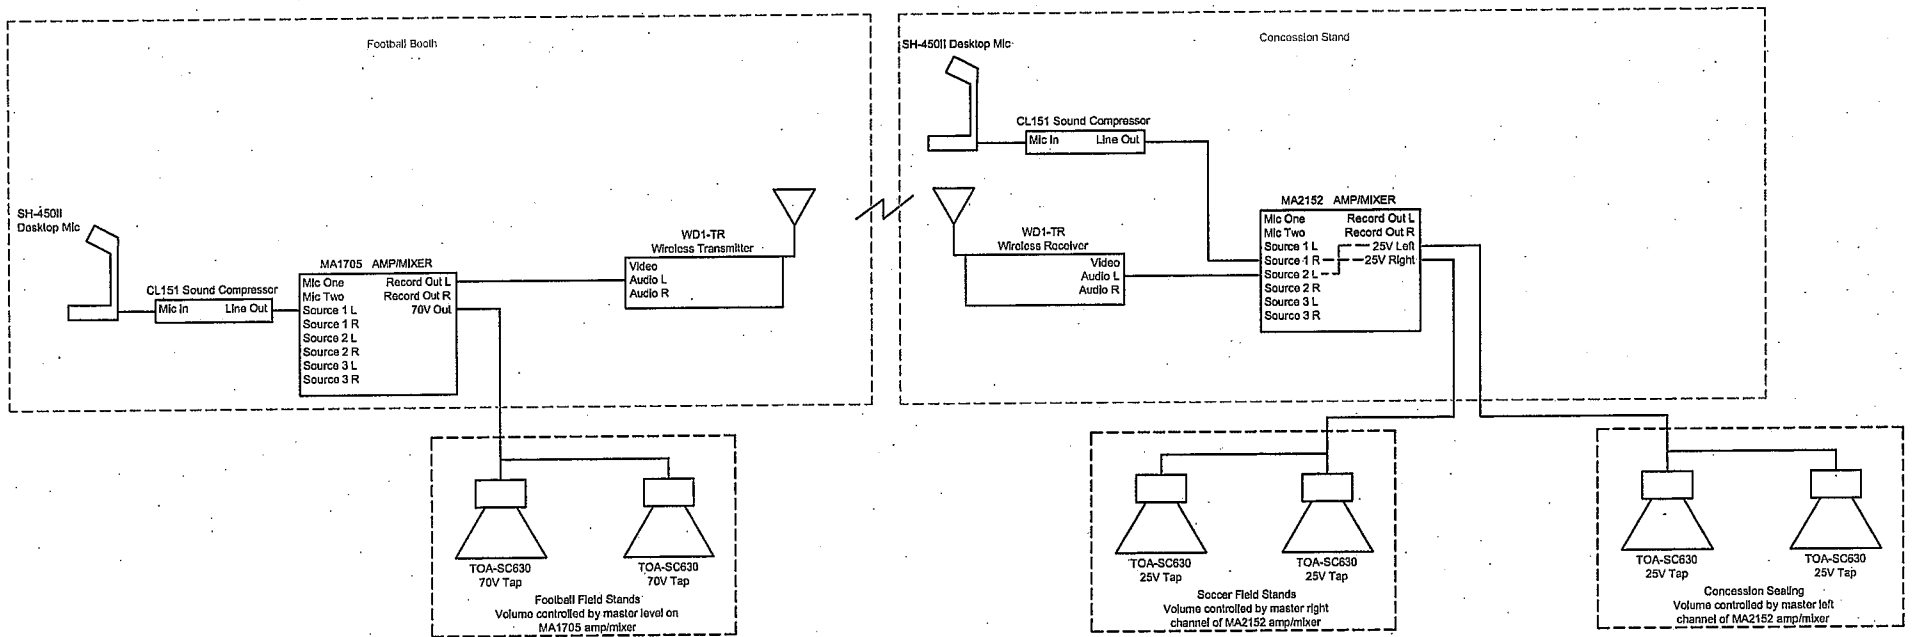 Football Booth
SH-450II
Desktop Mic
CL151 Sound Compressor
Mic In Line Out
MA1705 AMP/MIXER
Mic One Record Out L
Mic Two Record Out R
Source 1 L 70V Out
Source 1 R
Source 2 L
Source 2 R
Source 3 L
Source 3 R
WD1-TR
Wireless Transmitter
Video
Audio L
Audio R
TOA-SC630
70V Tap
TOA-SC630
70V Tap
Football Field Stands
Volume controlled by master level on
MA1705 amp/mixer
Concession Stand
SH-450II Desktop Mic
CL151 Sound Compressor
Mic In Line Out
WD1-TR
Wireless Receiver
Video
Audio L
Audio R
MA2152 AMP/MIXER
Mic One Record Out L
Mic Two Record Out R
Source 1 L 25V Left
Source 1 R 25V Right
Source 2 L
Source 2 R
Source 3 L
Source 3 R
TOA-SC630
25V Tap
TOA-SC630
25V Tap
Soccer Field Stands
Volume controlled by master right
channel of MA2152 amp/mixer
TOA-SC630
25V Tap
TOA-SC630
25V Tap
Concession Seating
Volume controlled by master left
channel of MA2152 amp/mixer